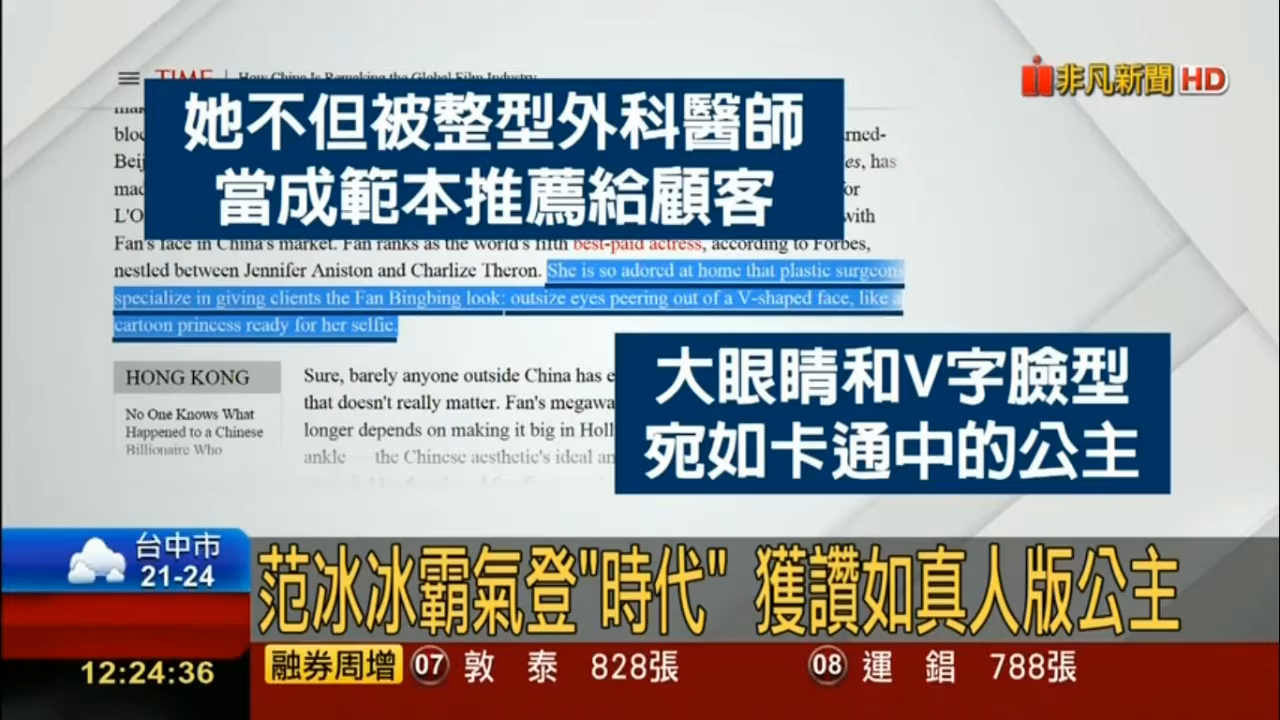 TIME | How China Is Remaking the Global Film Industry
非凡新聞HD
她不但被整型外科醫師
當成範本推薦給顧客
rned-
Beij
es, has
mad
or
L'O
with
Fan's face in China's market. Fan ranks as the world's fifth best-paid actress, according to Forbes,
nestled between Jennifer Aniston and Charlize Theron. She is so adored at home that plastic surgeons
specialize in giving clients the Fan Bingbing look: outsize eyes peering out of a V-shaped face, like a
cartoon princess ready for her selfie.
HONG KONG
No One Knows What
Happened to a Chinese
Billionaire Who
Sure, barely anyone outside China has e
that doesn't really matter. Fan's megawa
longer depends on making it big in Holl
ankle — the Chinese aesthetic's ideal an
大眼睛和V字臉型
宛如卡通中的公主
台中市
21-24
范冰冰霸氣登"時代" 獲讚如真人版公主
12:24:36
融券周增 07 敦泰 828張 08 運錩 788張